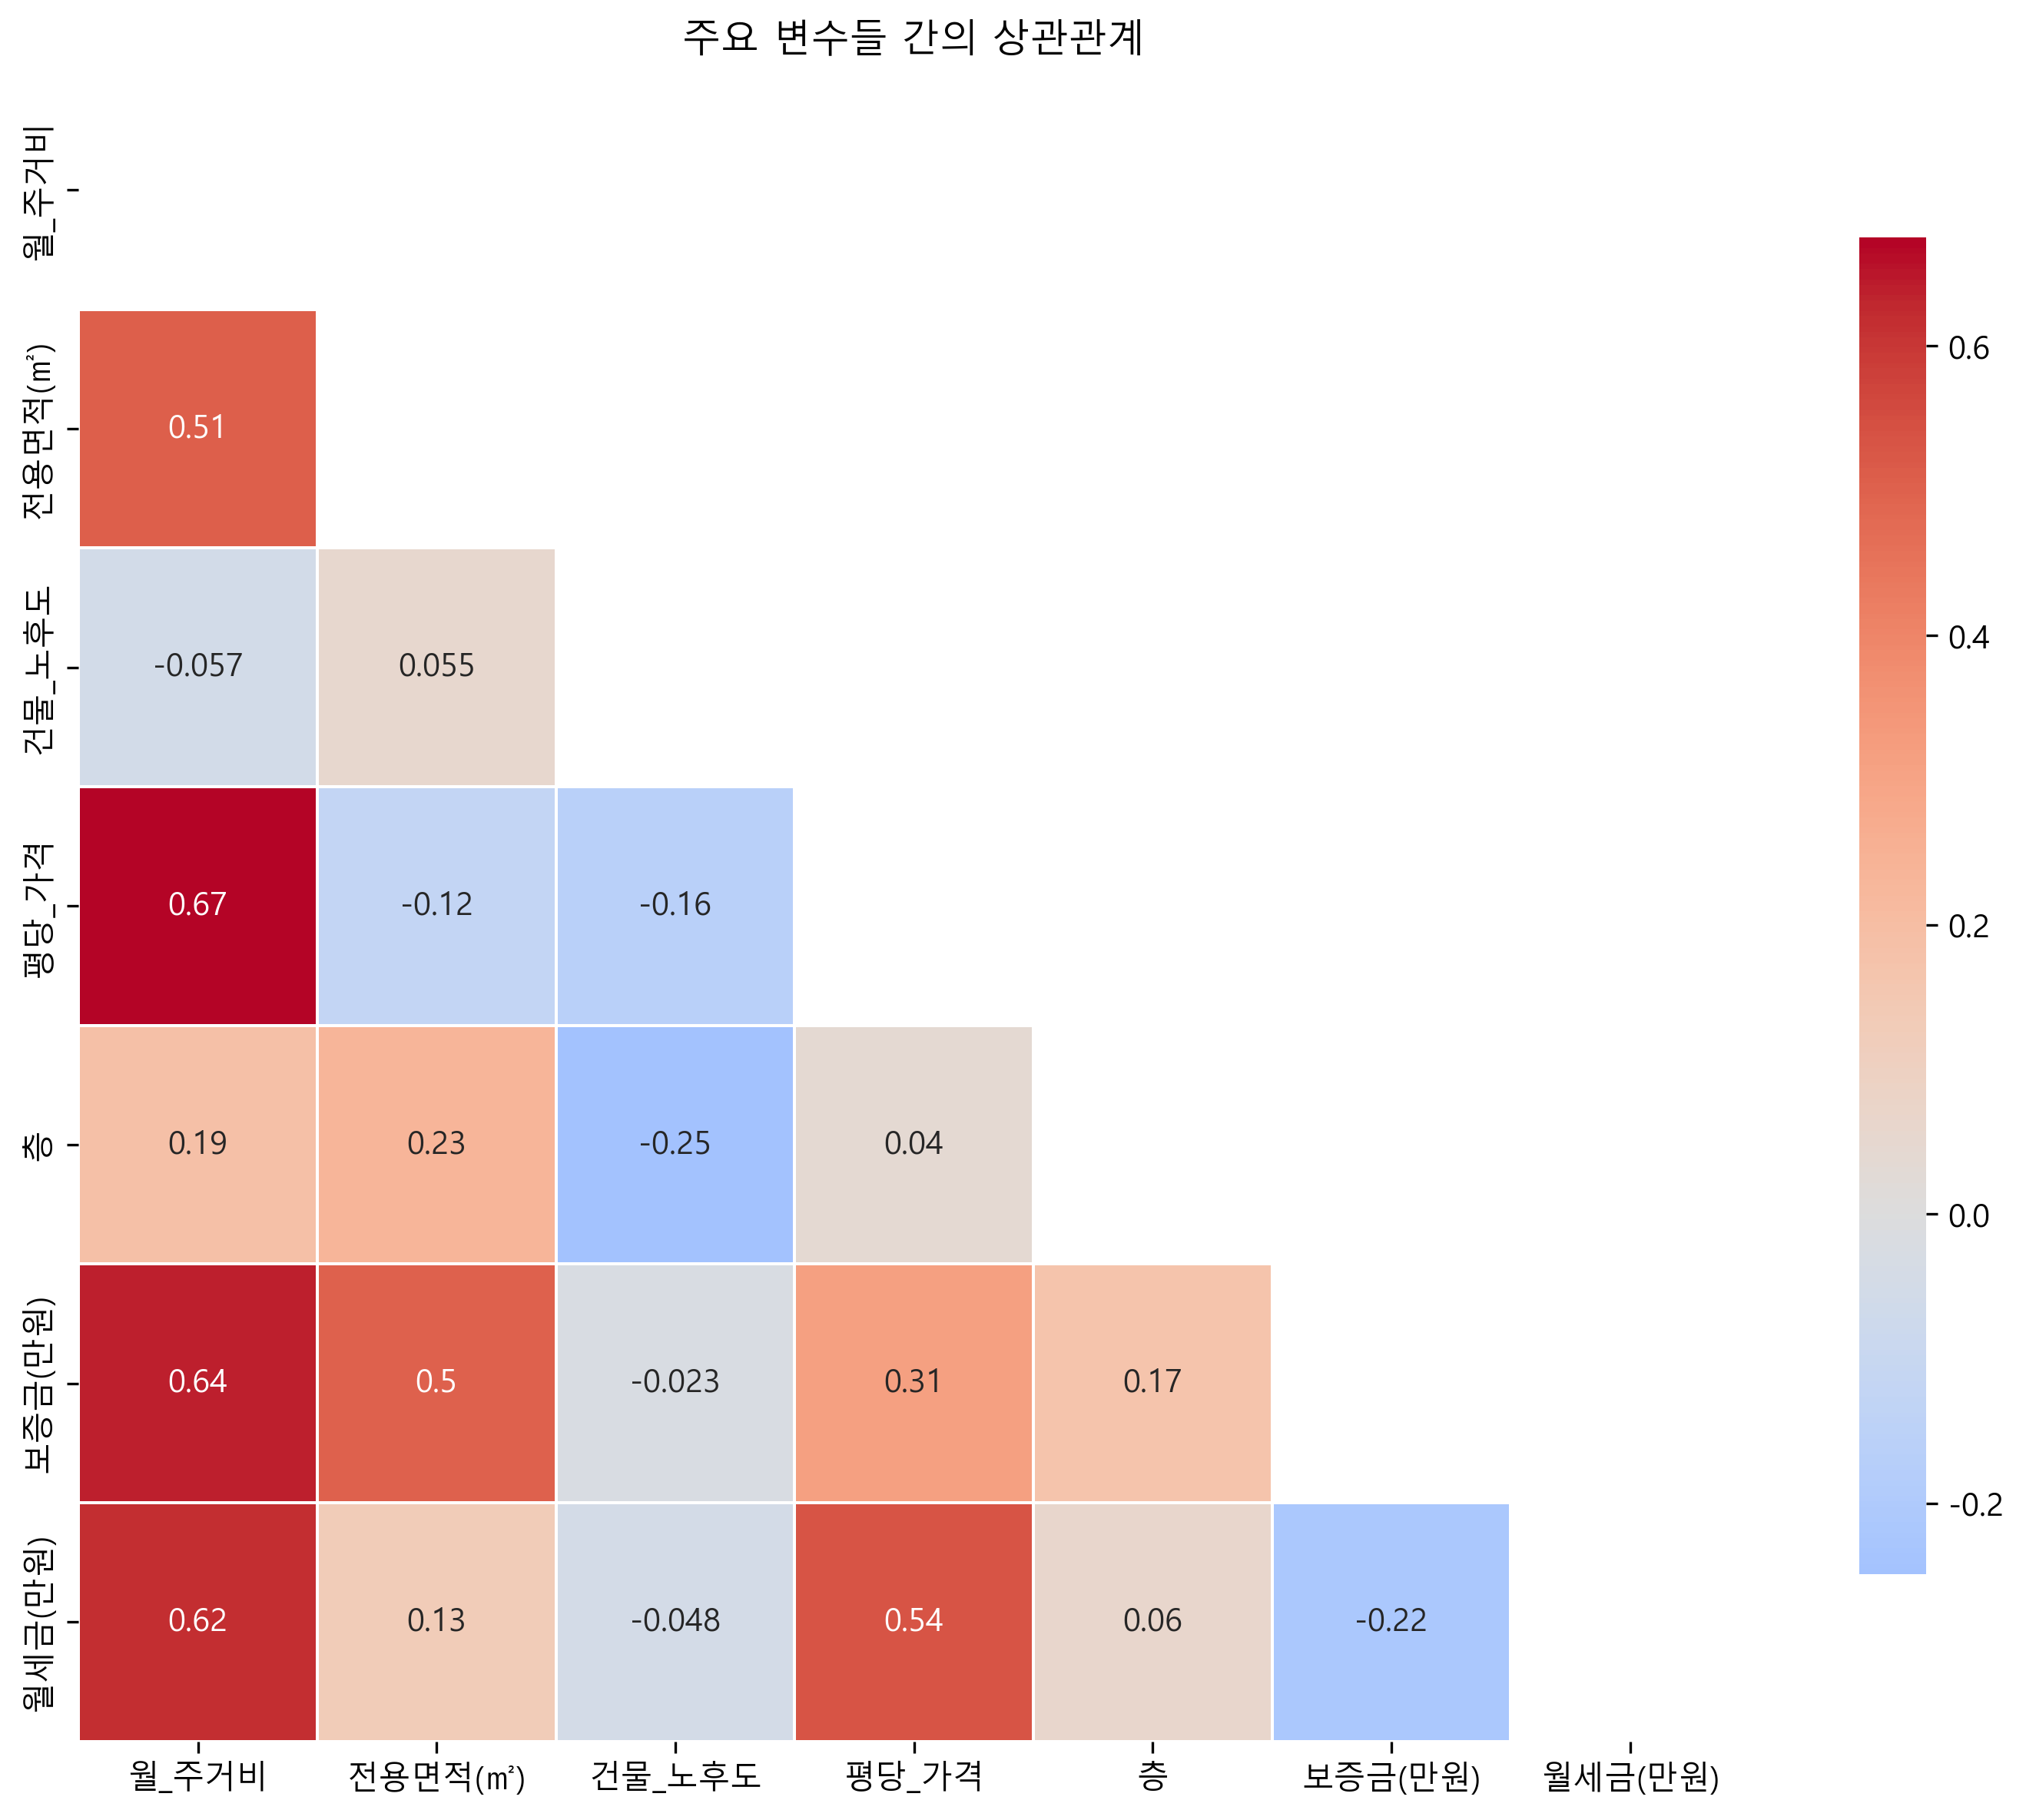 주요 변수들 간의 상관관계
월_주거비
전용면적(㎡)
0.51
건물_노후도
-0.057 0.055
평당_가격
0.67 -0.12 -0.16
층
0.19 0.23 -0.25 0.04
보증금(만원)
0.64 0.5 -0.023 0.31 0.17
월세금(만원)
0.62 0.13 -0.048 0.54 0.06 -0.22
월_주거비 전용면적(㎡) 건물_노후도 평당_가격 층 보증금(만원) 월세금(만원)
0.6
0.4
0.2
0.0
-0.2